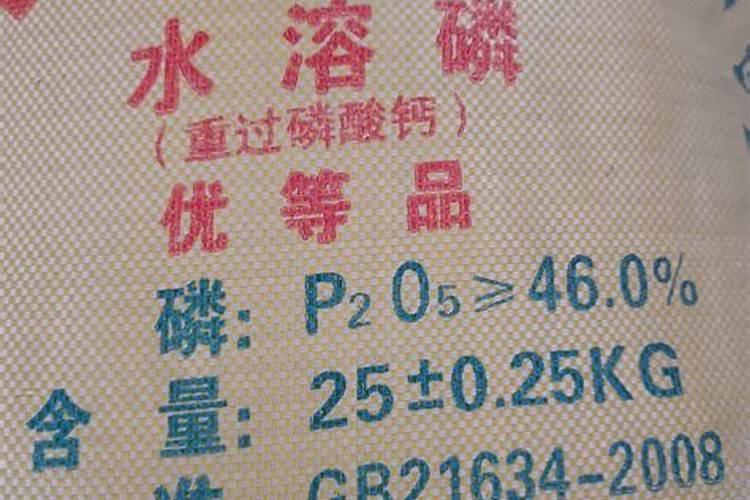 水溶磷
(重过磷酸钙)
优等品
磷: P₂O₅≥46.0%
含量: 25±0.25KG
准 GB21634-2008